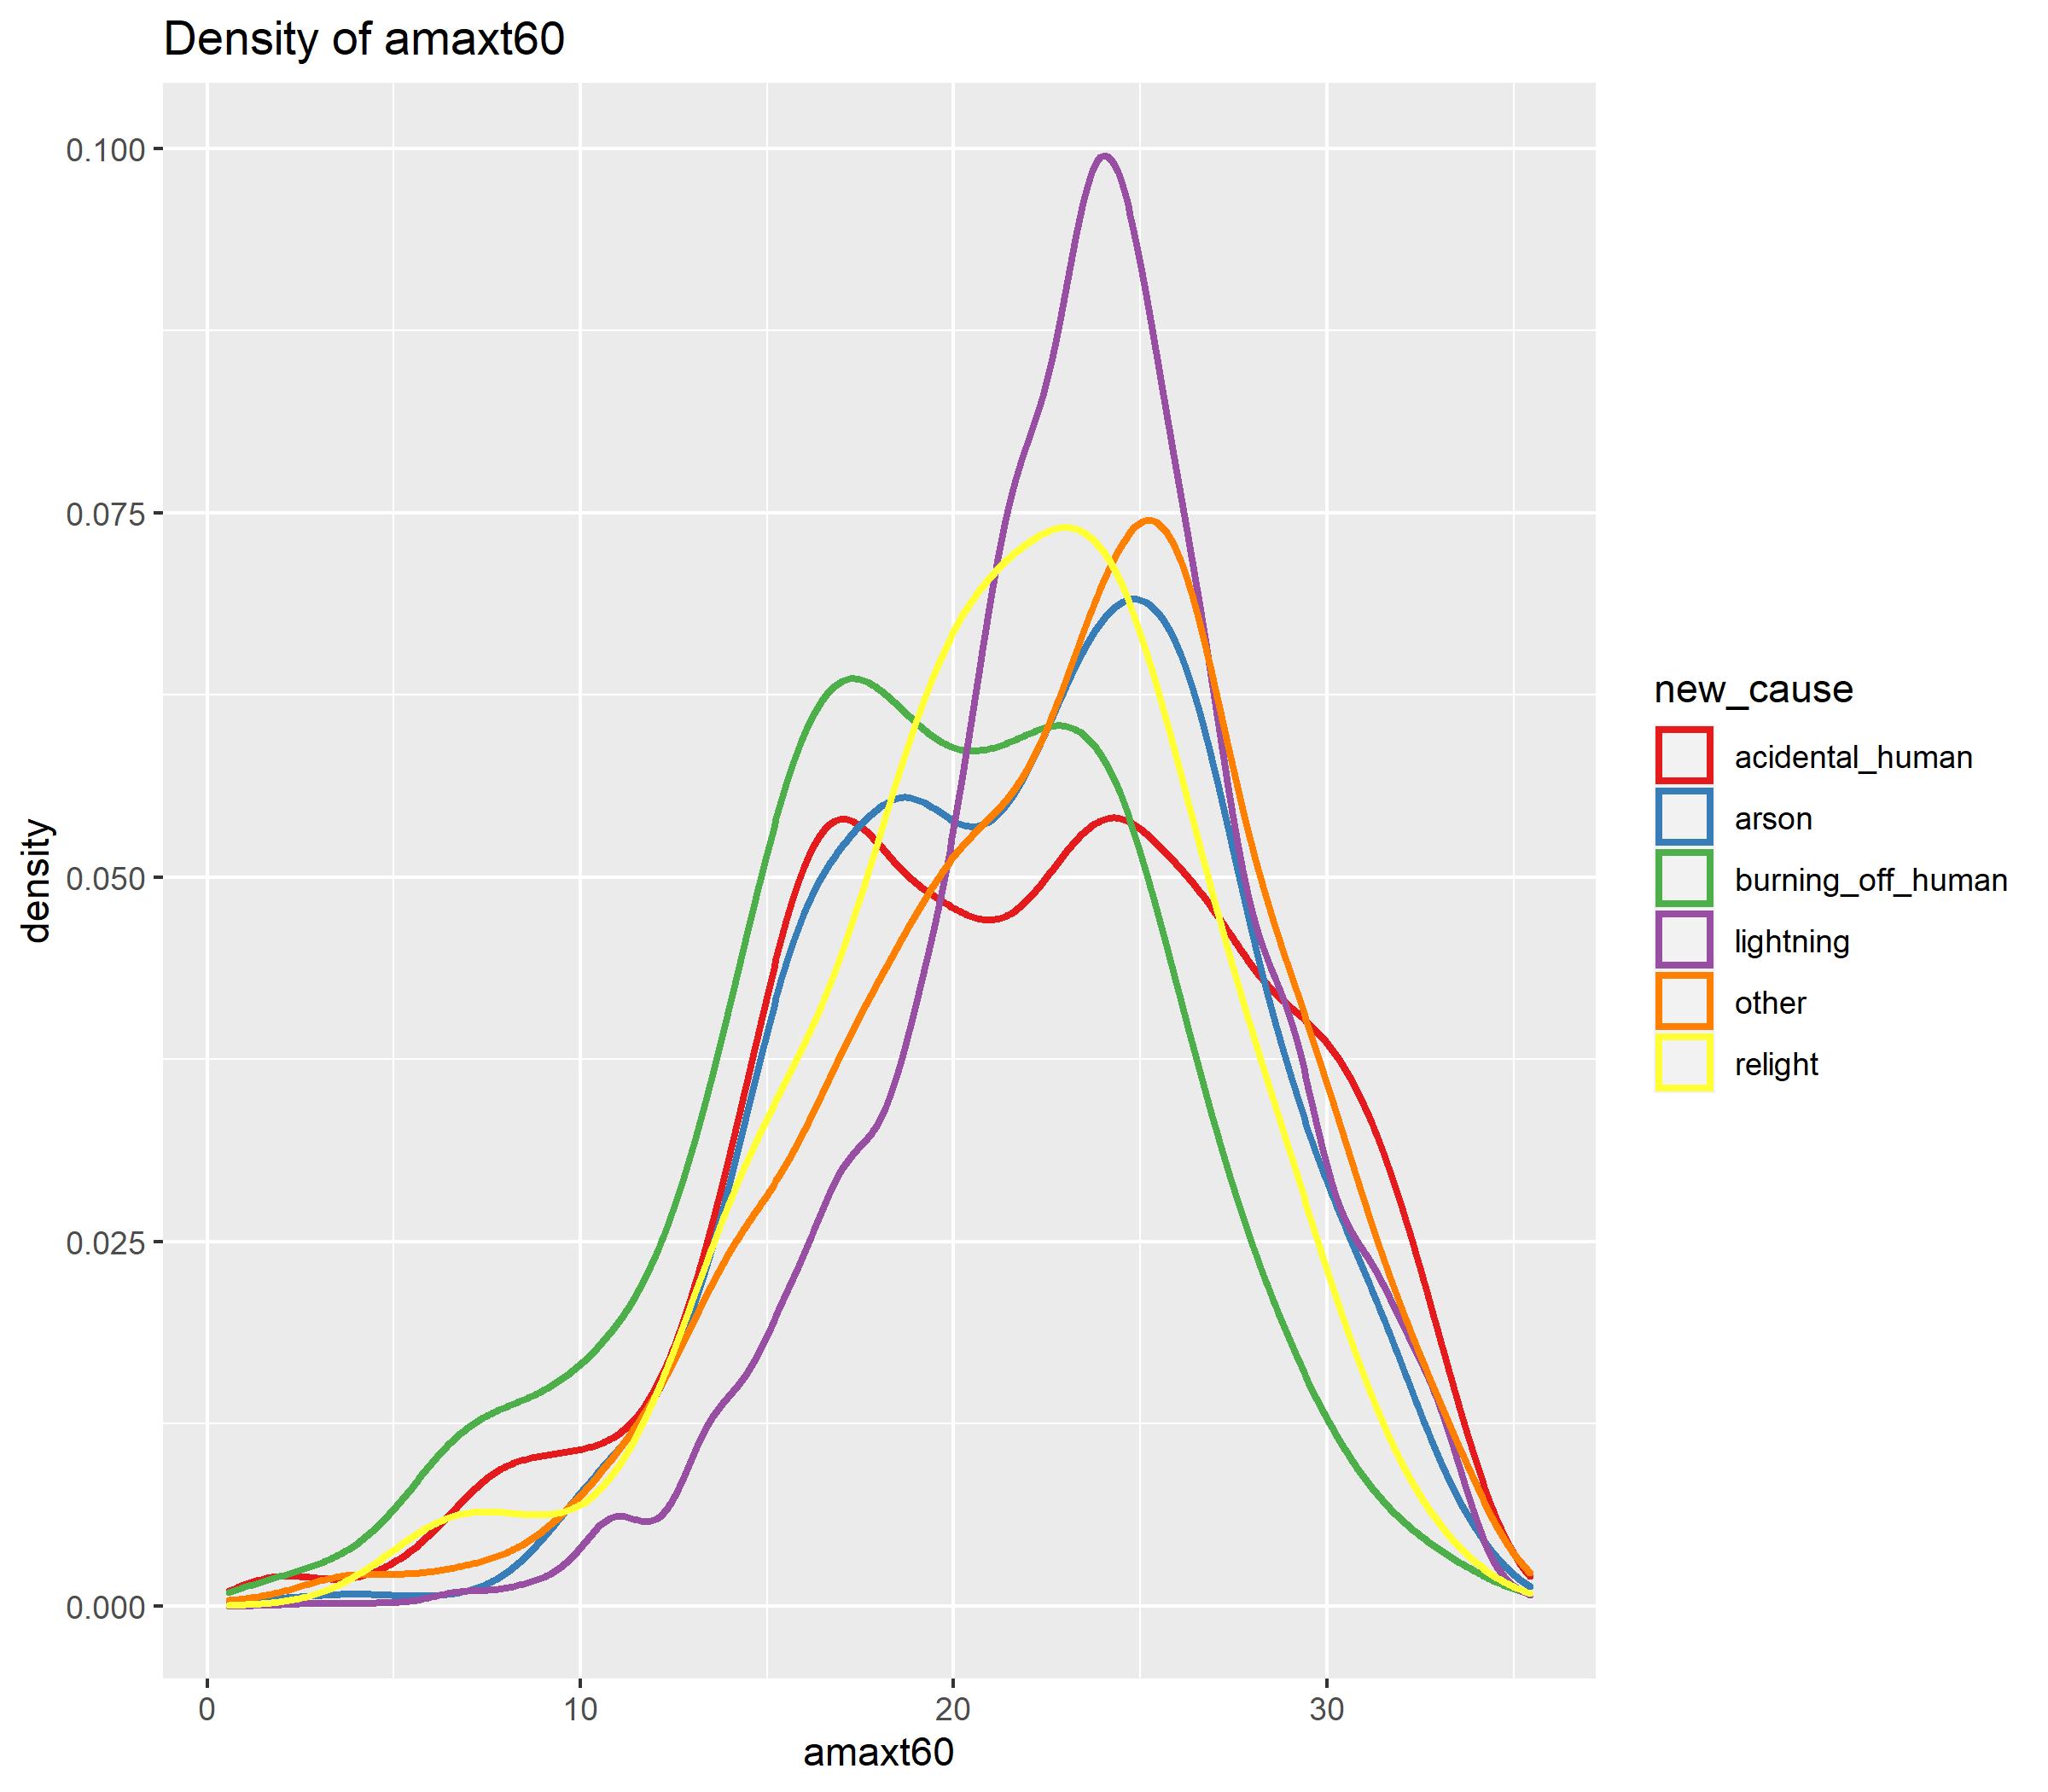 Density of amaxt60
0.100
0.075
0.050
0.025
0.000
density
0 10 20 30
amaxt60
new_cause
acidental_human
arson
burning_off_human
lightning
other
relight